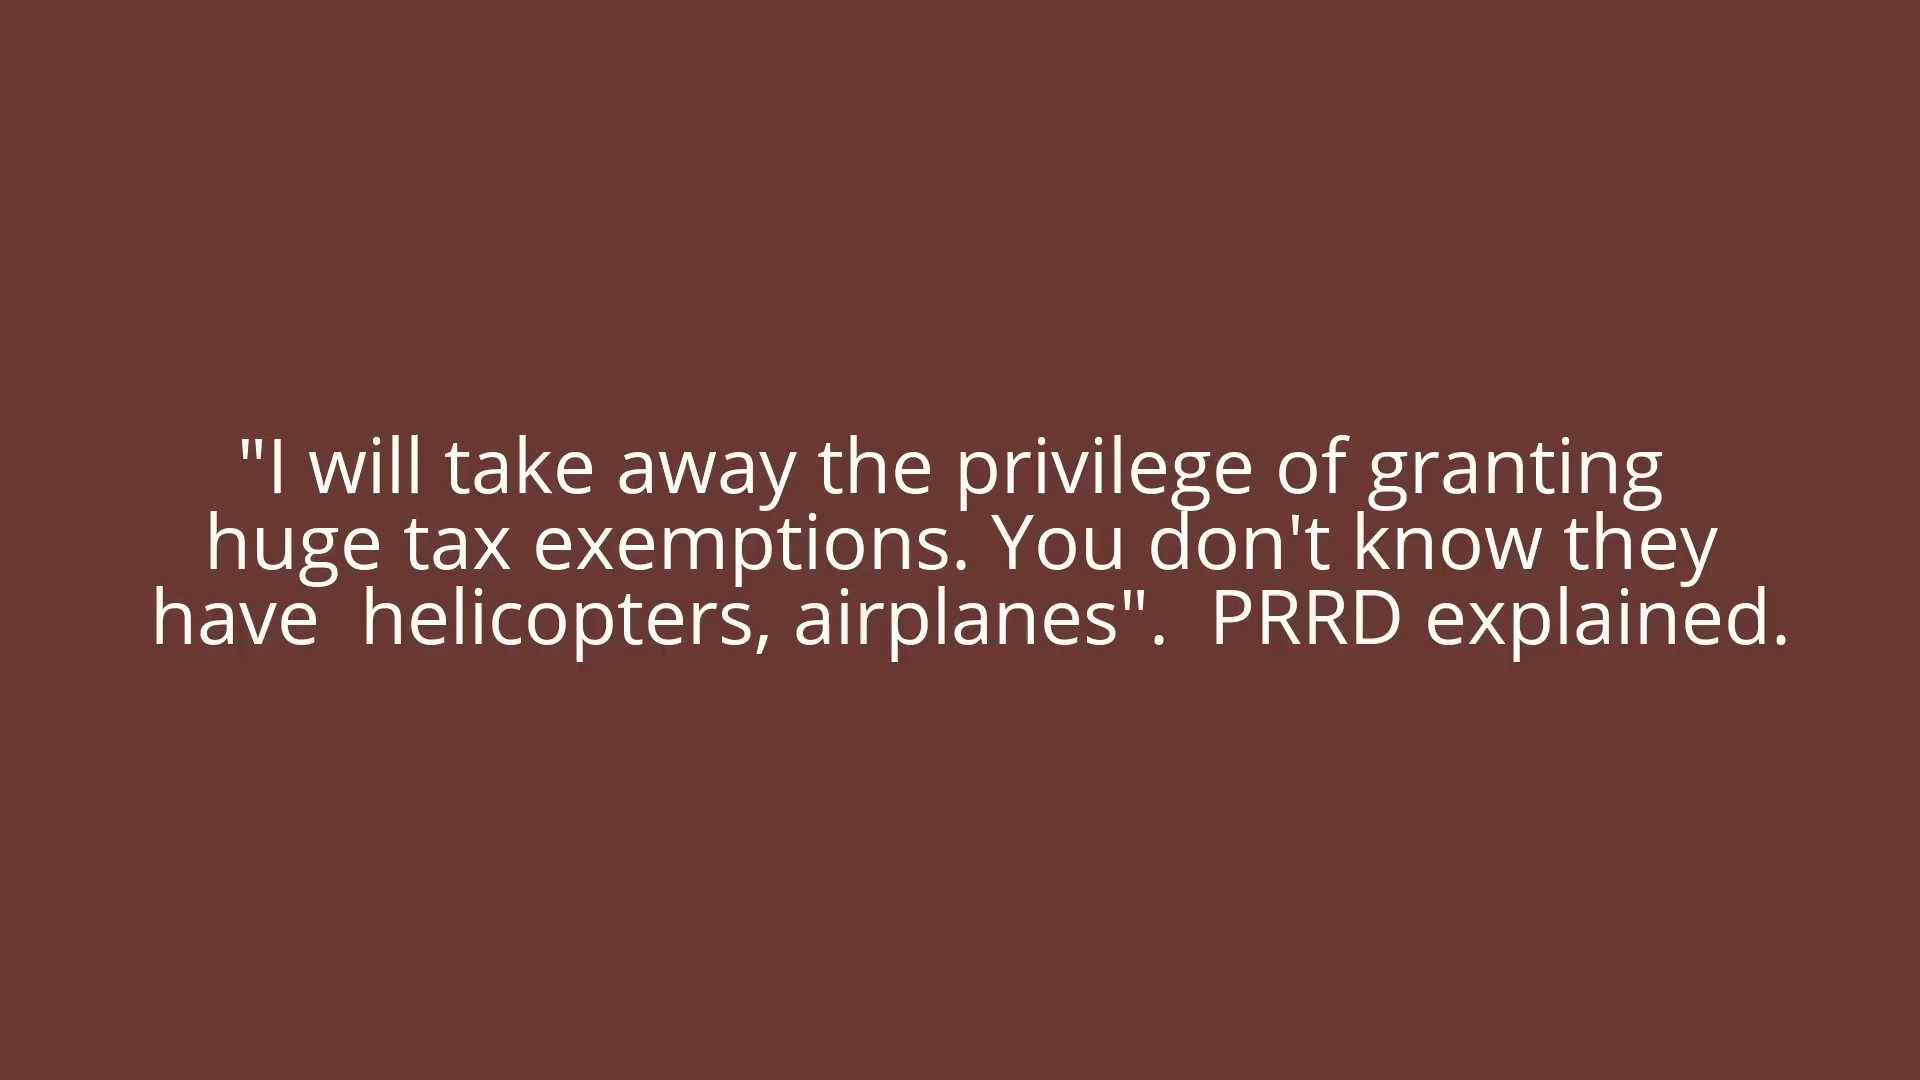 "I will take away the privilege of granting
huge tax exemptions. You don't know they
have  helicopters, airplanes".  PRRD explained.